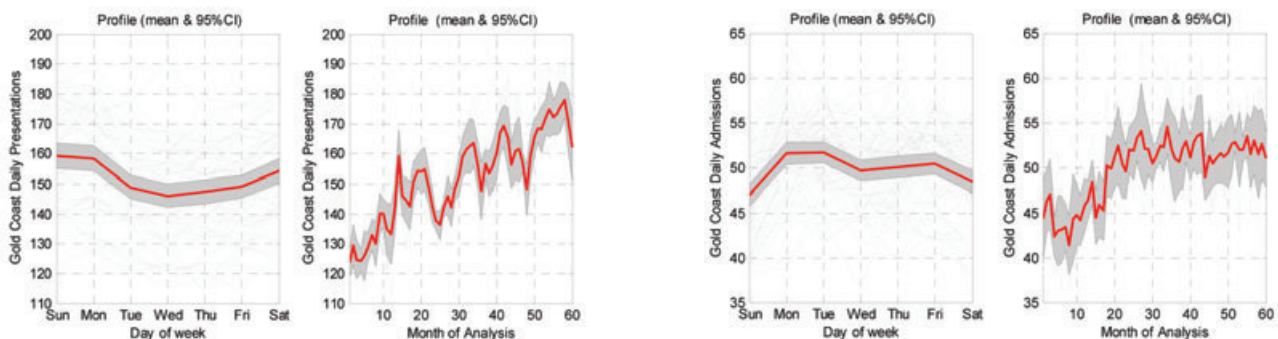 Profile (mean & 95%CI)
200
190
180
170
160
150
140
130
120
110
Gold Coast Daily Presentations
Sun Mon Tue Wed Thu Fri Sat
Day of week
Profile (mean & 95%CI)
200
190
180
170
160
150
140
130
120
110
Gold Coast Daily Presentations
10 20 30 40 50 60
Month of Analysis
Profile (mean & 95%CI)
65
60
55
50
45
40
35
Gold Coast Daily Admissions
Sun Mon Tue Wed Thu Fri Sat
Day of week
Profile (mean & 95%CI)
65
60
55
50
45
40
35
Gold Coast Daily Admissions
10 20 30 40 50 60
Month of Analysis